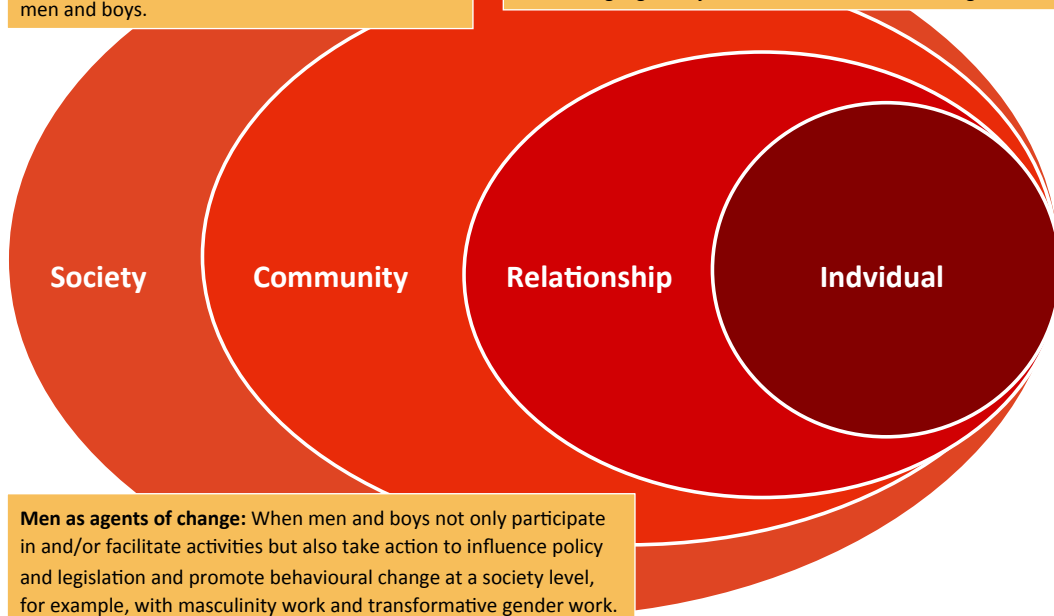 men and boys.
Society
Community
Relationship
Indvidual
Men as agents of change: When men and boys not only participate
in and/or facilitate activities but also take action to influence policy
and legislation and promote behavioural change at a society level,
for example, with masculinity work and transformative gender work.